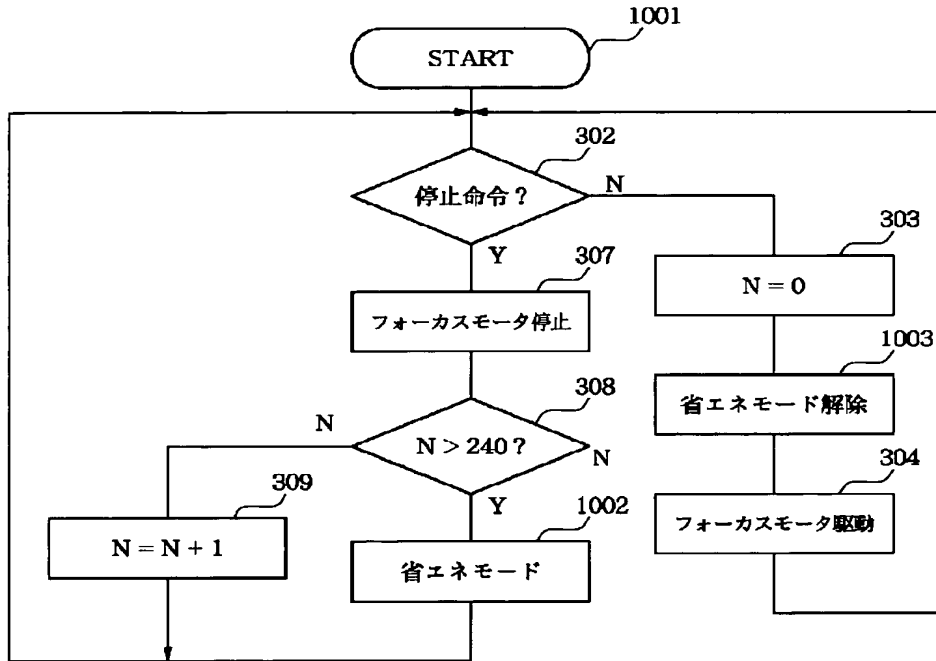 1001
START
302
停止命令？
N
Y
303
N = 0
307
フォーカスモータ停止
1003
省エネモード解除
308
N
N > 240？
N
Y
304
フォーカスモータ駆動
309
N = N + 1
1002
省エネモード